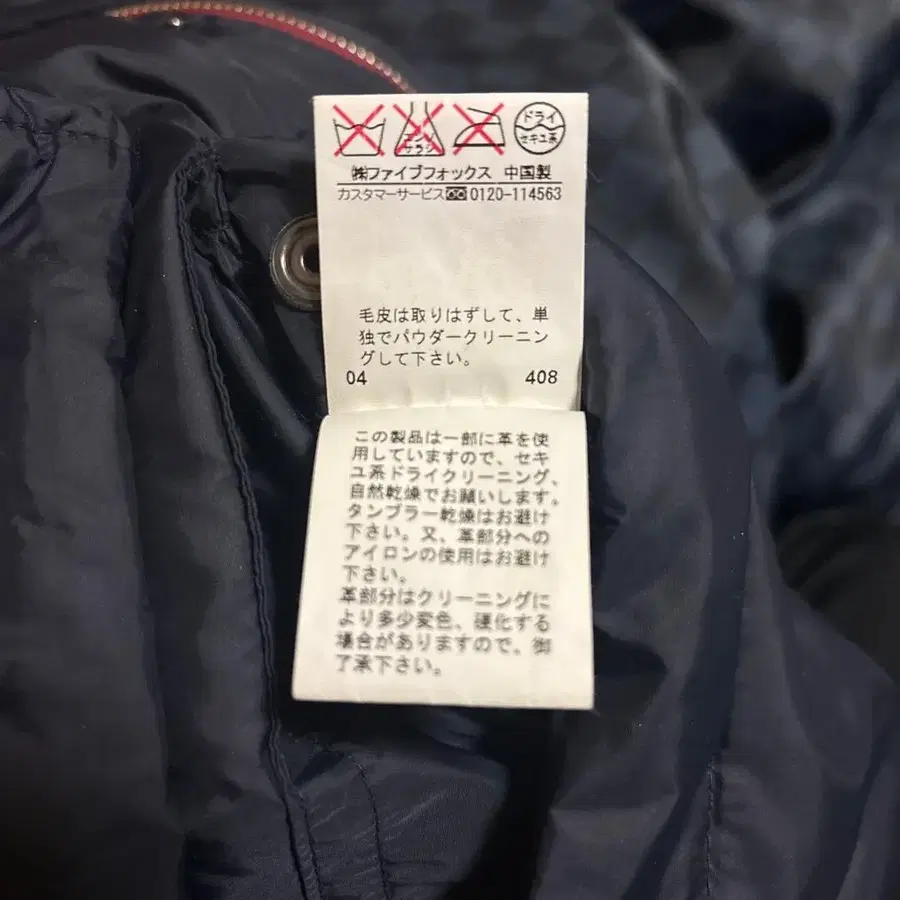 エンソ
サラシ
ドライ
セキユ系
㈱ファイブフォックス 中国製
カスタマーサービス 0120-114563
毛皮は取りはずして、単
独でパウダークリーニン
グして下さい。
04 408
この製品は一部に革を使
用していますので、セキ
ユ系ドライクリーニング、
自然乾燥でお願いします。
タンブラー乾燥はお避け
下さい。又、革部分への
アイロンの使用はお避け
下さい。
革部分はクリーニングに
より多少変色、硬化する
場合がありますので、御
了承下さい。